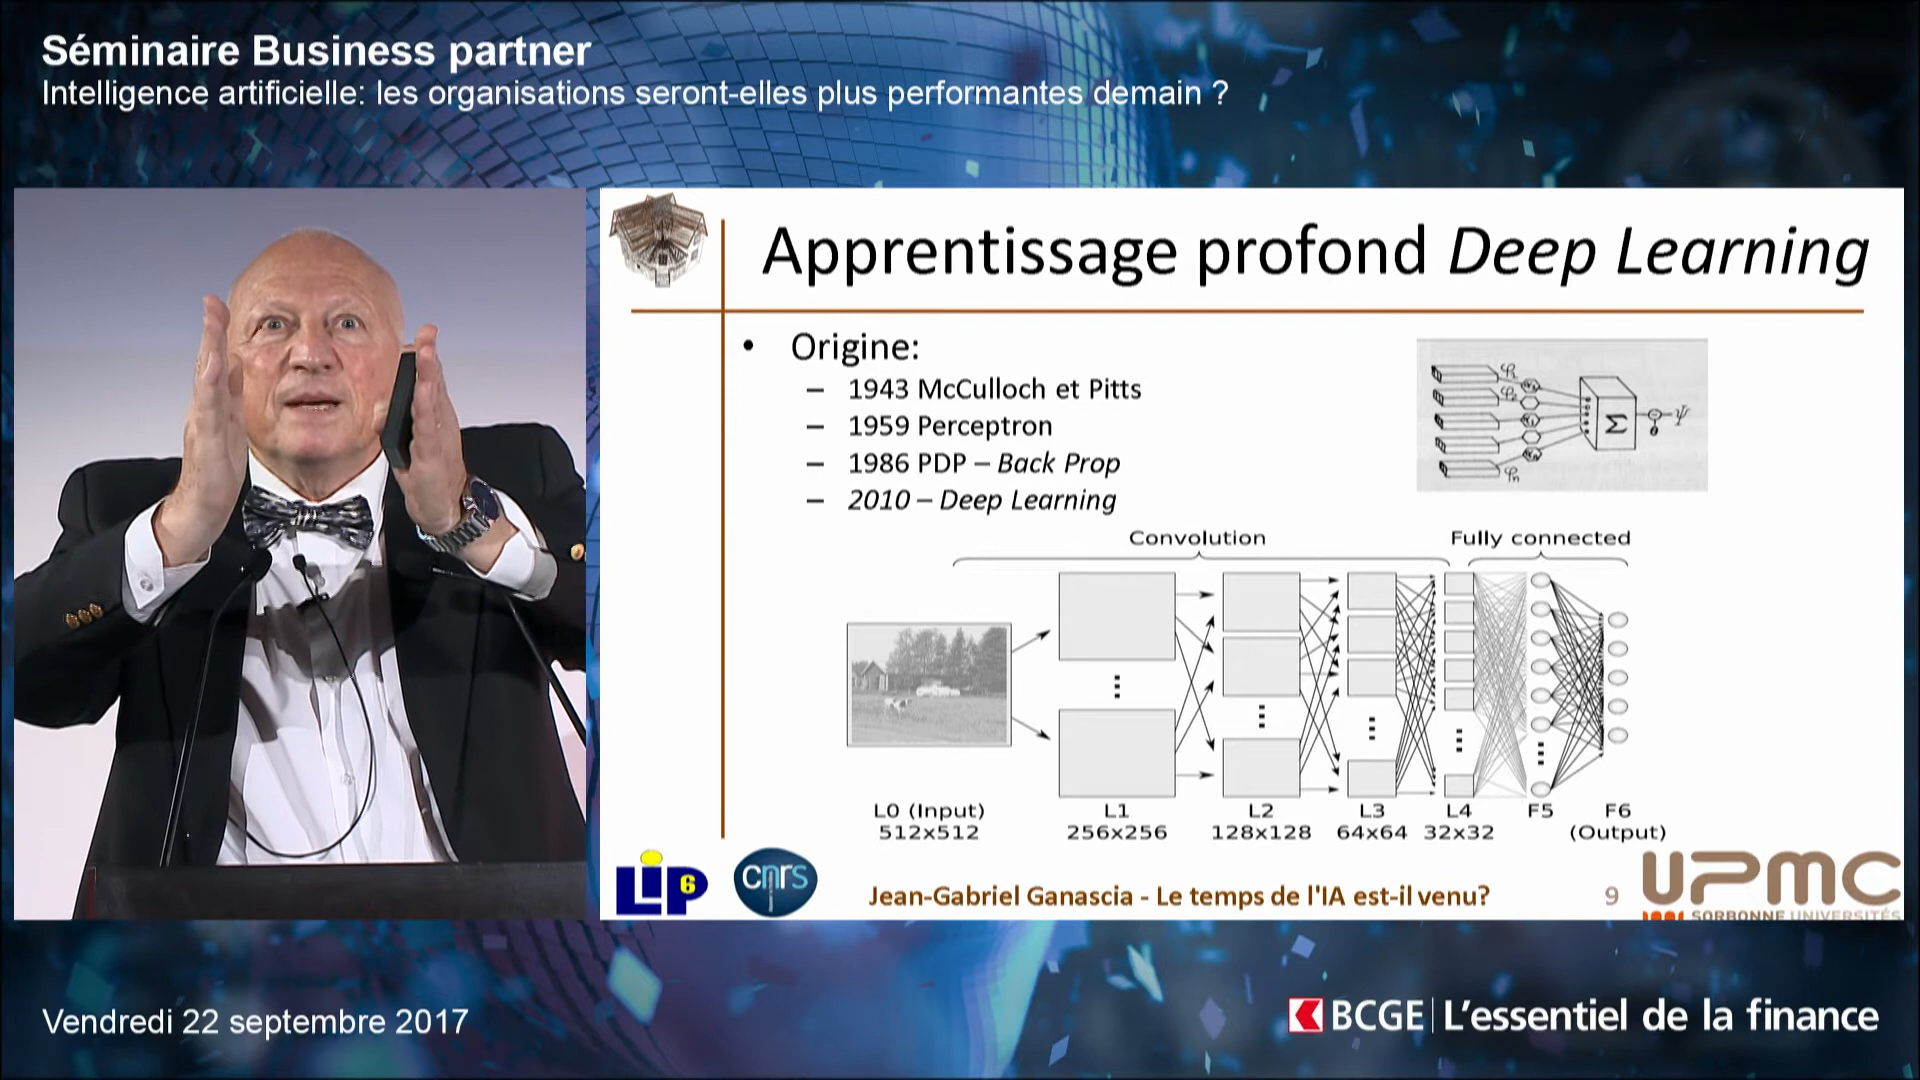 Séminaire Business partner
Intelligence artificielle: les organisations seront-elles plus performantes demain ?
Apprentissage profond Deep Learning
• Origine:
– 1943 McCulloch et Pitts
– 1959 Perceptron
– 1986 PDP – Back Prop
– 2010 – Deep Learning
φ1
φ2
φn
Σ
Ψ
Convolution
Fully connected
L0 (Input)
512x512
L1
256x256
L2
128x128
L3
64x64
L4
32x32
F5
F6
(Output)
LIP6
cnrs
Jean-Gabriel Ganascia - Le temps de l'IA est-il venu?
9
UPMC
SORBONNE UNIVERSITÉS
Vendredi 22 septembre 2017
BCGE | L'essentiel de la finance